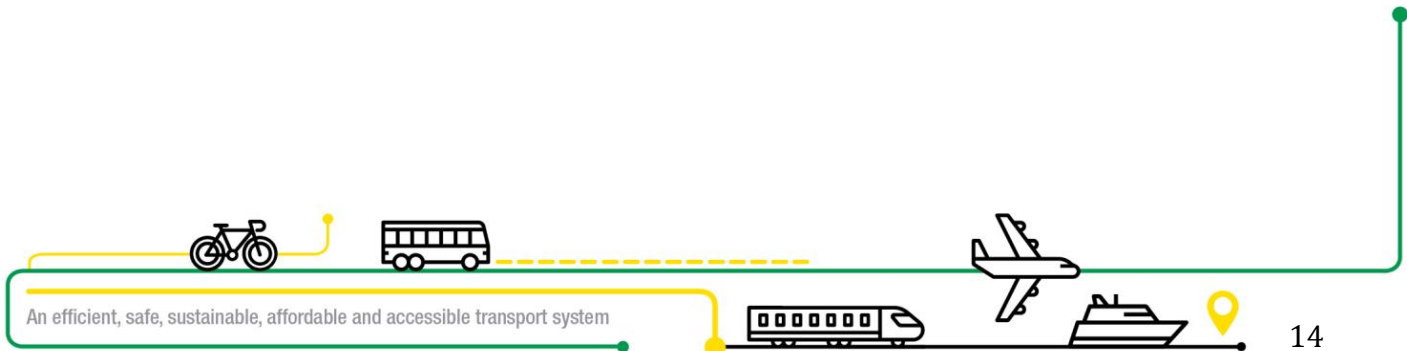 An efficient, safe, sustainable, affordable and accessible transport system
14